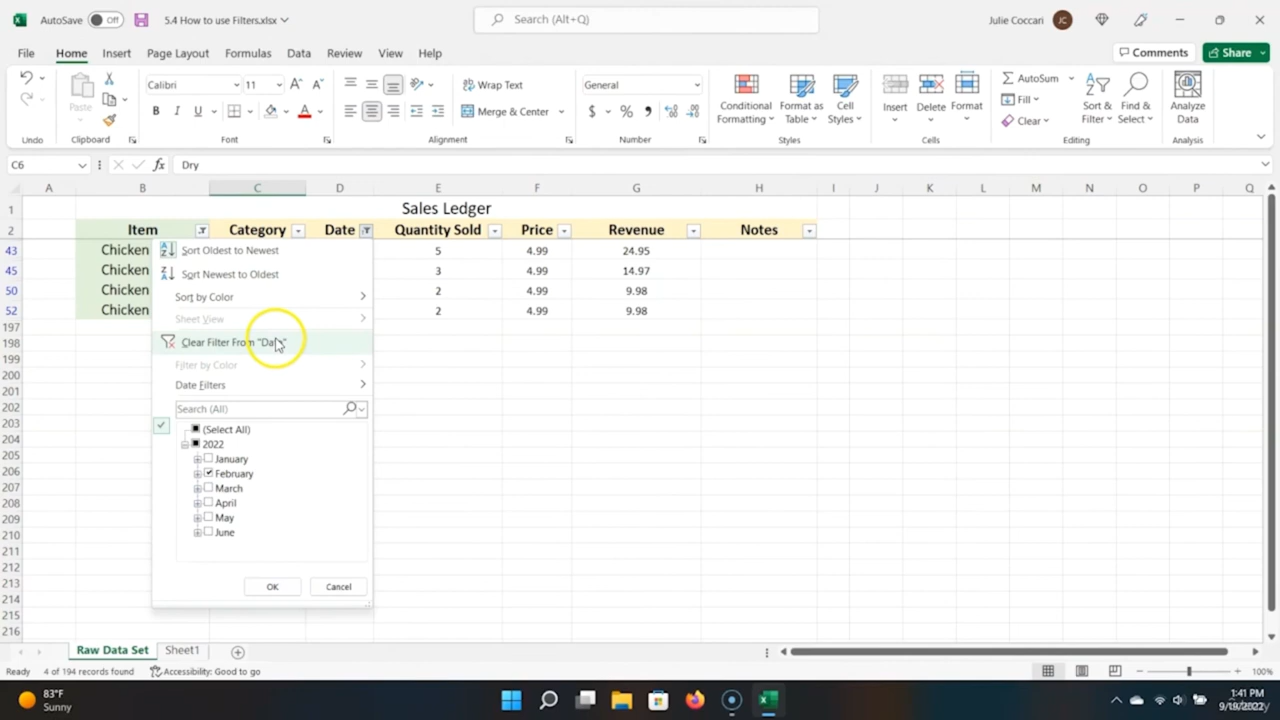 AutoSave Off 5.4 How to use Filters.xlsx Search (Alt+Q) Julie Coccari JC
File Home Insert Page Layout Formulas Data Review View Help Comments Share
Calibri 11 Wrap Text General AutoSum
Paste B I U Merge & Center $ % Conditional Formatting Format as Table Cell Styles Insert Delete Format Fill Clear Sort & Filter Find & Select Analyze Data
Undo Clipboard Font Alignment Number Styles Cells Editing Analysis
C6 fx Dry
A B C D E F G H I J K L M N O P Q
1 Sales Ledger
2 Item Category Date Quantity Sold Price Revenue Notes
43 Chicken 5 4.99 24.95
45 Chicken 3 4.99 14.97
50 Chicken 2 4.99 9.98
52 Chicken 2 4.99 9.98
197
198
199
200
201
202
203
204
205
206
207
208
209
210
211
212
213
214
215
216
Sort Oldest to Newest
Sort Newest to Oldest
Sort by Color
Sheet View
Clear Filter From "Da
Filter by Color
Date Filters
Search (All)
(Select All)
2022
January
February
March
April
May
June
OK Cancel
Raw Data Set Sheet1
Ready 4 of 194 records found Accessibility: Good to go 100%
83°F
Sunny
1:41 PM
9/19/2022